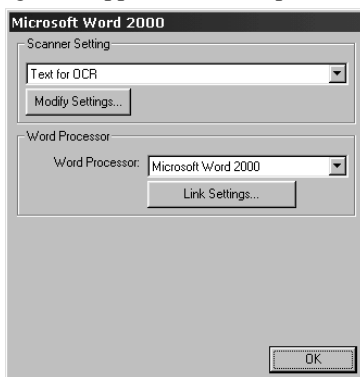 Microsoft Word 2000
Scanner Setting
Text for OCR
Modify Settings...
Word Processor
Word Processor: Microsoft Word 2000
Link Settings...
OK